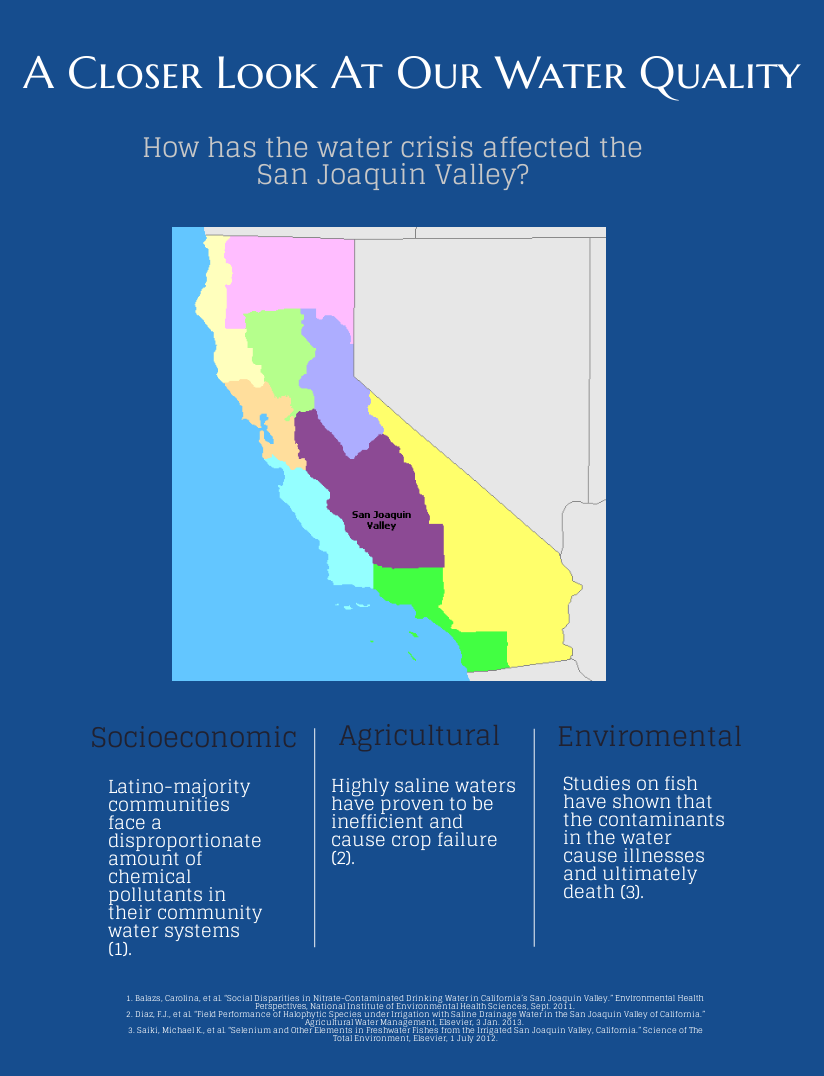 A Closer Look At Our Water Quality
How has the water crisis affected the
San Joaquin Valley?
San Joaquin
Valley
Socioeconomic
Latino-majority
communities
face a
disproportionate
amount of
chemical
pollutants in
their community
water systems
(1).
Agricultural
Highly saline waters
have proven to be
inefficient and
cause crop failure
(2).
Enviromental
Studies on fish
have shown that
the contaminants
in the water
cause illnesses
and ultimately
death (3).
1. Balazs, Carolina, et al. "Social Disparities in Nitrate-Contaminated Drinking Water in California's San Joaquin Valley." Environmental Health
Perspectives, National Institute of Environmental Health Sciences, Sept. 2011.
2. Diaz, F.J., et al. "Field Performance of Halophytic Species under Irrigation with Saline Drainage Water in the San Joaquin Valley of California."
Agricultural Water Management, Elsevier, 3 Jan. 2013.
3. Saiki, Michael K., et al. "Selenium and Other Elements in Freshwater Fishes from the Irrigated San Joaquin Valley, California." Science of The
Total Environment, Elsevier, 1 July 2012.